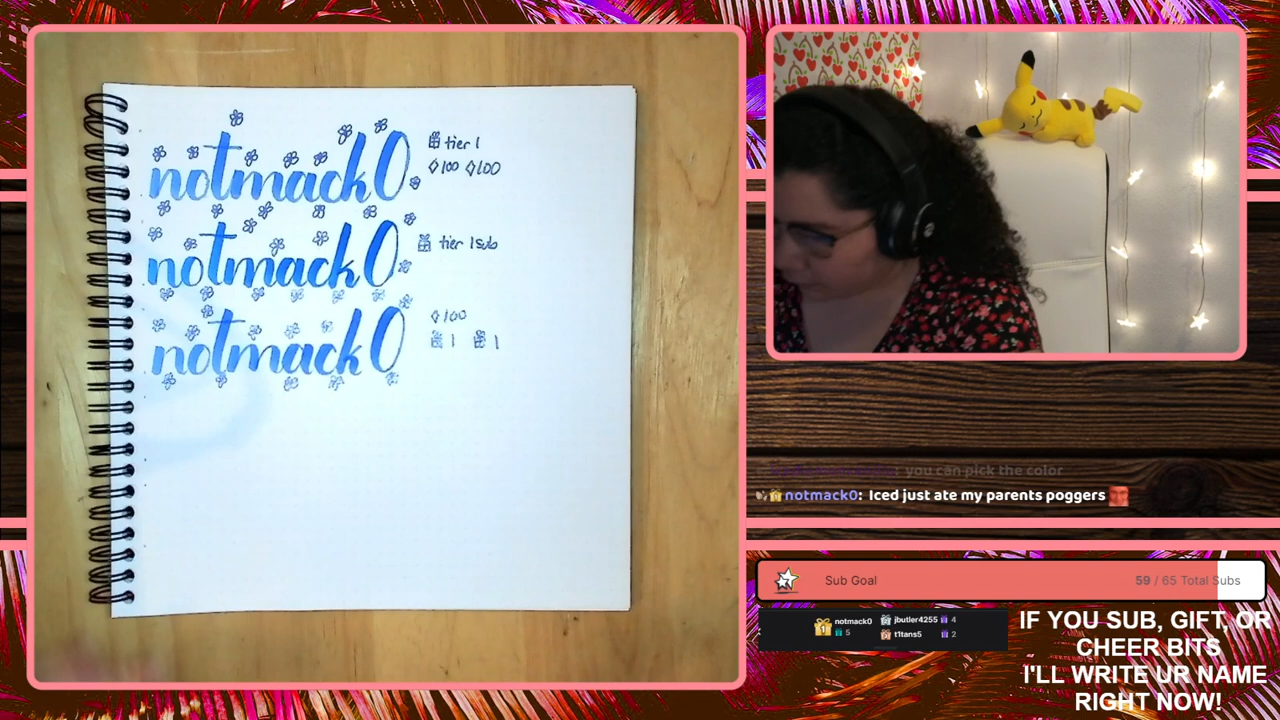 notmack0
tier 1
100 100
notmack0
tier 1 sub
notmack0
100
1 1
you can pick the color
notmack0: Iced just ate my parents poggers
Sub Goal
59 / 65 Total Subs
notmack0
5
jbutler4255 4
t1tans5 2
1
IF YOU SUB, GIFT, OR
CHEER BITS
I'LL WRITE UR NAME
RIGHT NOW!